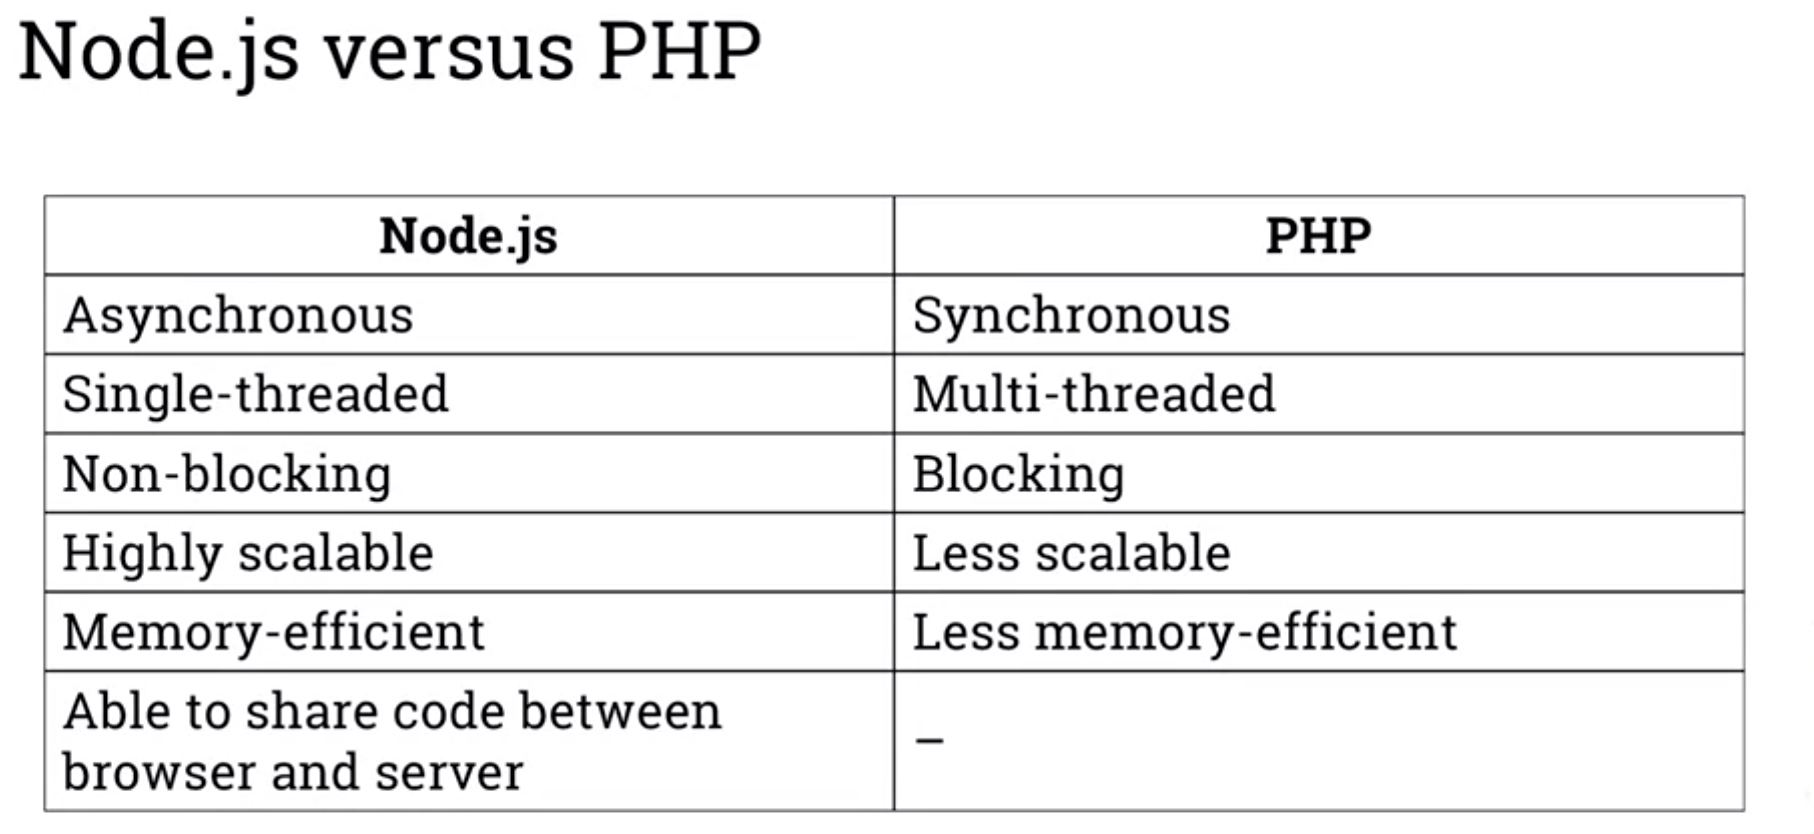 Node.js versus PHP
Node.js PHP
Asynchronous Synchronous
Single-threaded Multi-threaded
Non-blocking Blocking
Highly scalable Less scalable
Memory-efficient Less memory-efficient
Able to share code between
browser and server
–